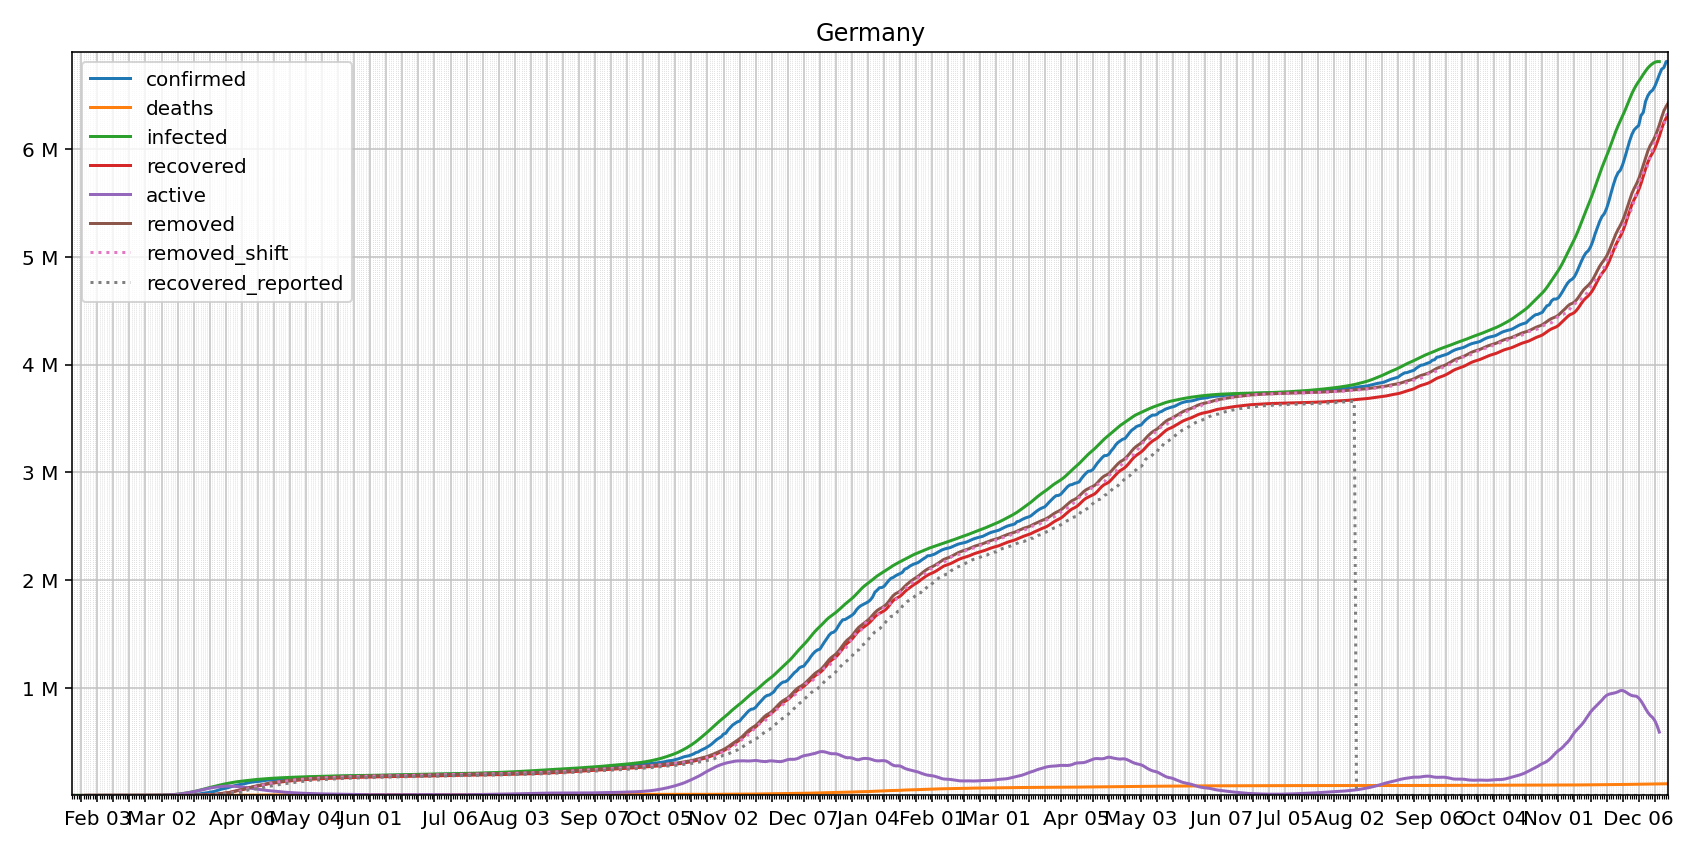 Germany
confirmed
deaths
infected
recovered
active
removed
removed_shift
recovered_reported
6 M
5 M
4 M
3 M
2 M
1 M
Feb 03 Mar 02 Apr 06 May 04 Jun 01 Jul 06 Aug 03 Sep 07 Oct 05 Nov 02 Dec 07 Jan 04 Feb 01 Mar 01 Apr 05 May 03 Jun 07 Jul 05 Aug 02 Sep 06 Oct 04 Nov 01 Dec 06